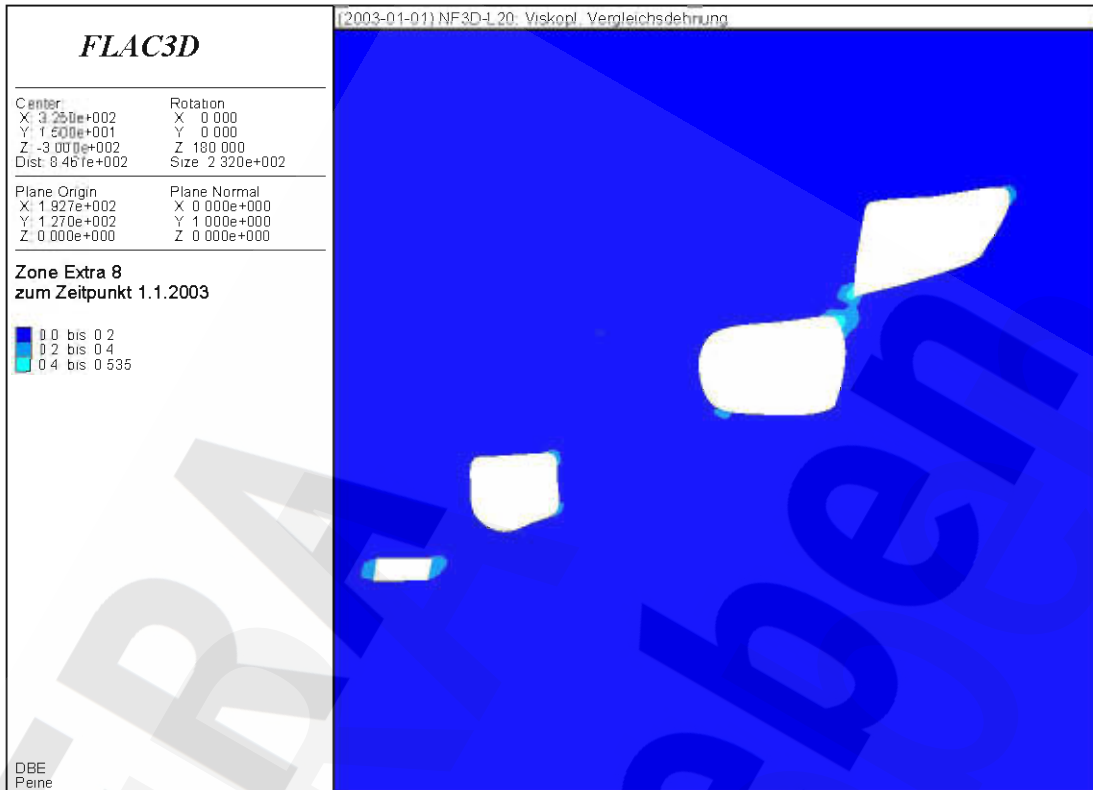 (2003-01-01) NF3D-L20: Viskopl. Vergleichsdehnung
FLAC3D
Center: Rotation
X: 3.250e+002 X: 0.000
Y: 1.500e+001 Y: 0.000
Z: -3.000e+002 Z: 180.000
Dist: 8.461e+002 Size: 2.320e+002
Plane Origin Plane Normal
X: 1.927e+002 X: 0.000e+000
Y: 1.270e+002 Y: 1.000e+000
Z: 0.000e+000 Z: 0.000e+000
Zone Extra 8
zum Zeitpunkt 1.1.2003
0.0 bis 0.2
0.2 bis 0.4
0.4 bis 0.535
DBE
Peine